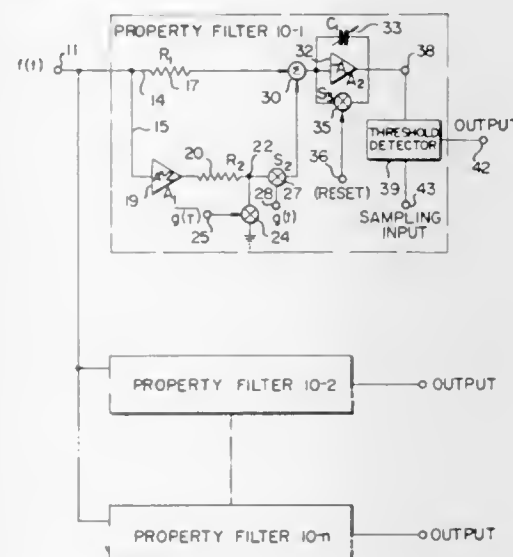 PROPERTY FILTER 10-1
C1 33
f(t) 11 R1 32 A2 38
14 17 30 S3
15 35 THRESHOLD DETECTOR OUTPUT
20 R2 22 S2 36 42
19 A1 28 27 (RESET) 39 43
g(T) g(t) SAMPLING INPUT
25 24
PROPERTY FILTER 10-2 OUTPUT
PROPERTY FILTER 10-n OUTPUT